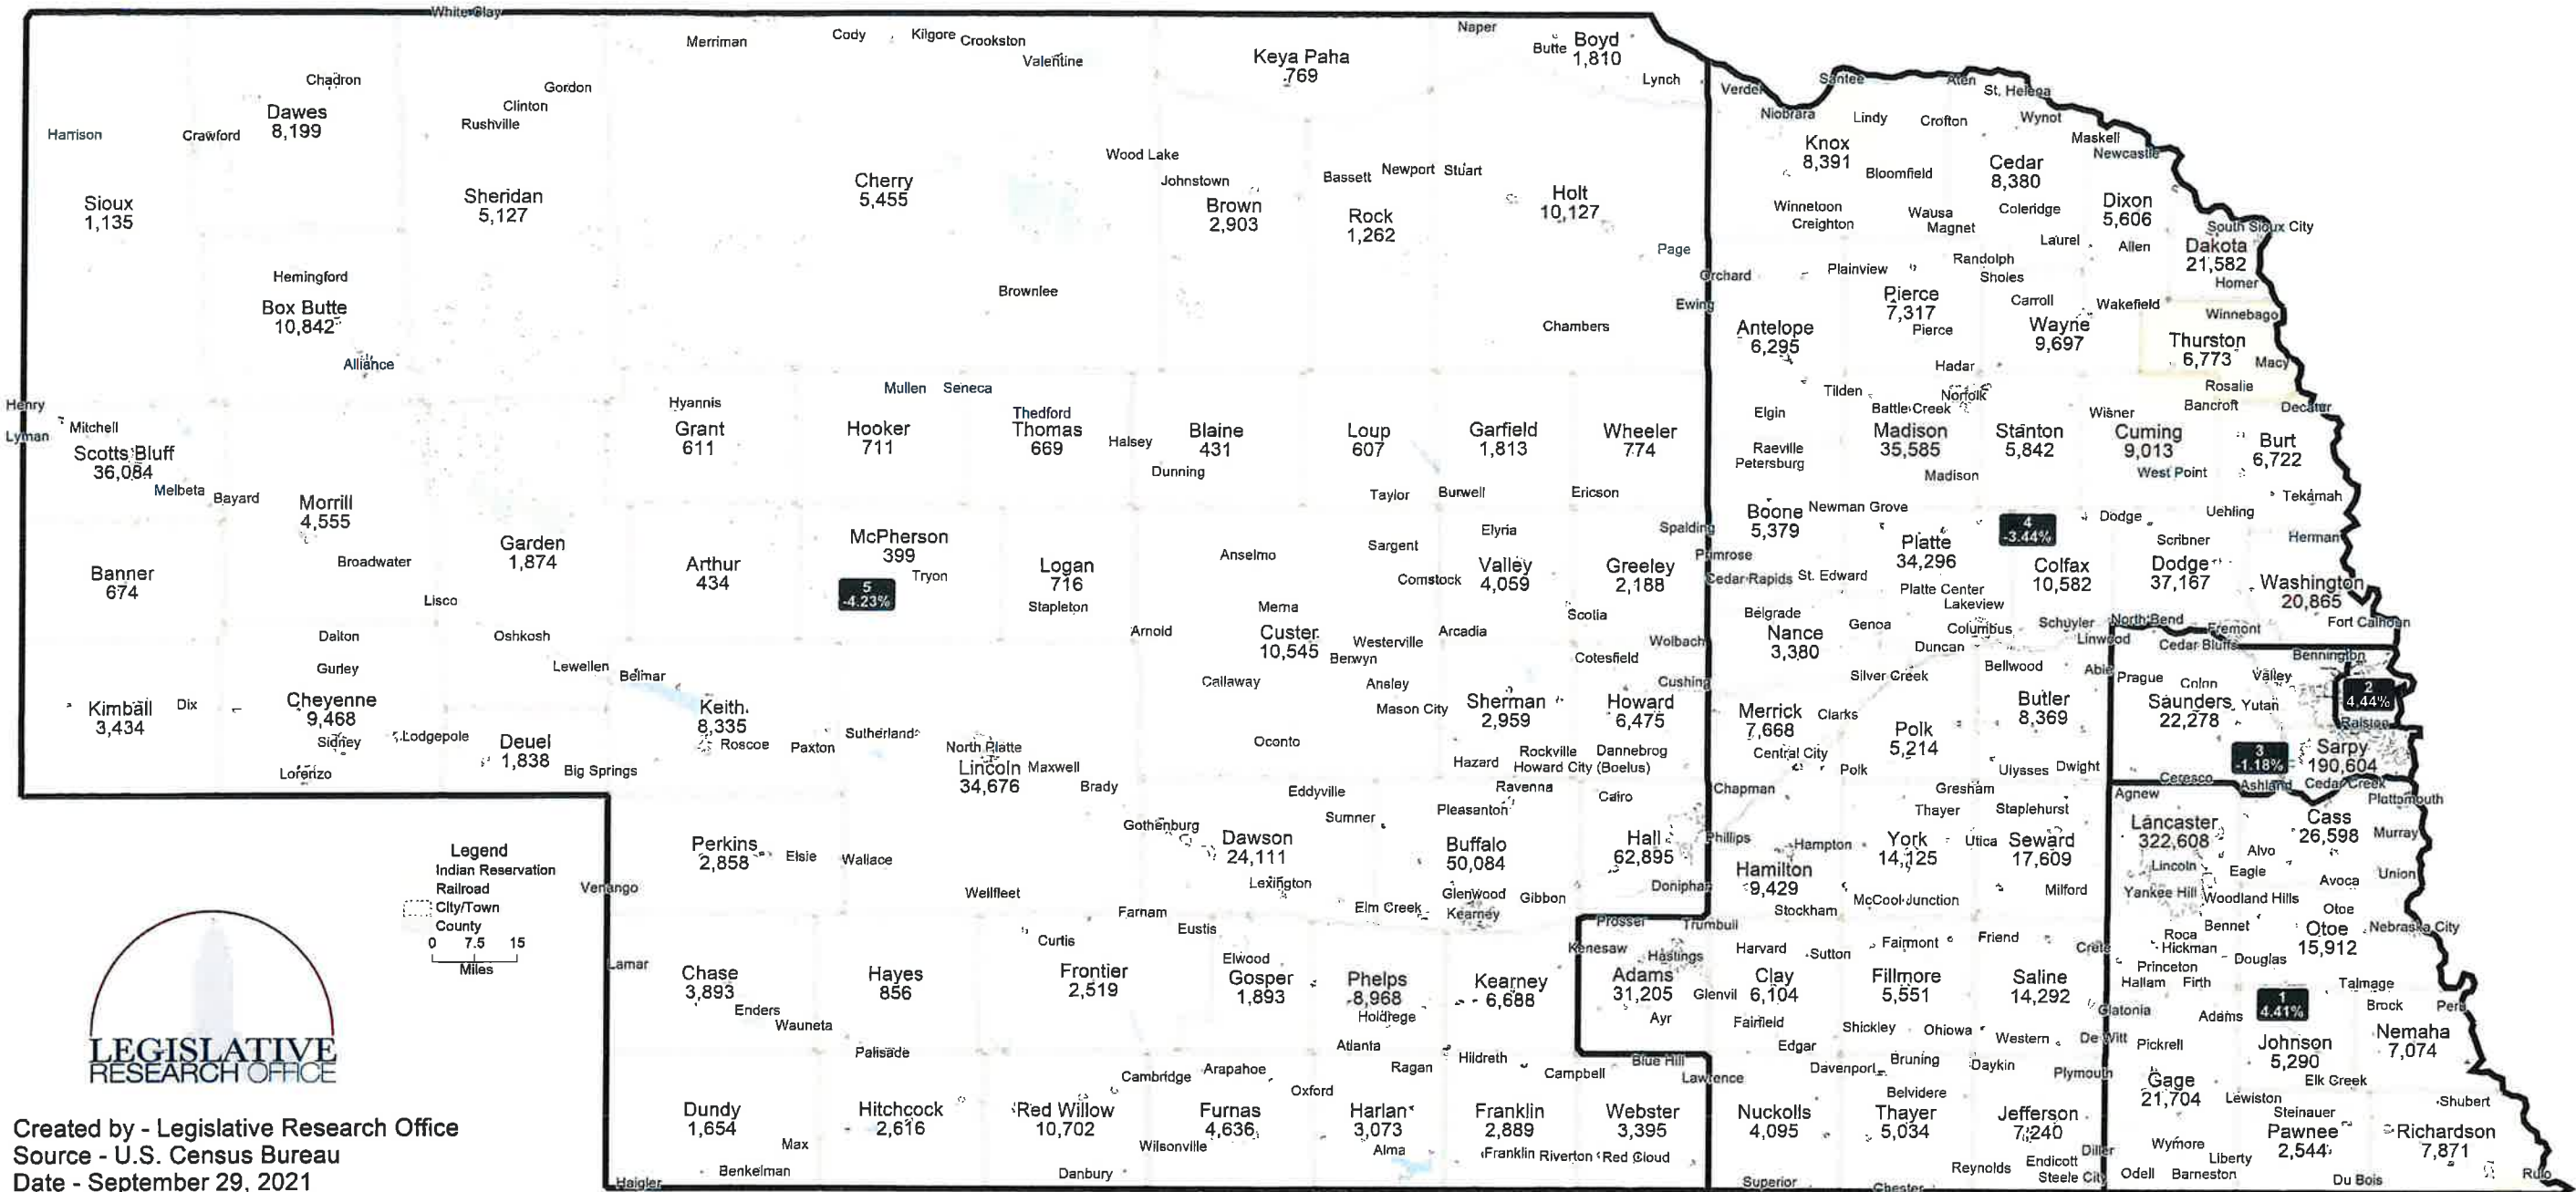 White Clay
Merriman
Cody
Kilgore
Crookston
Valentine
Naper
Keya Paha
769
Butte
Boyd
1,810
Lynch
Verdel
Santee
Aten
St. Helena
Niobrara
Lindy
Crofton
Wynot
Maskell
Newcastle
Chadron
Gordon
Clinton
Rushville
Dawes
8,199
Harrison
Crawford
Sioux
1,135
Sheridan
5,127
Cherry
5,455
Wood Lake
Johnstown
Brown
2,903
Bassett
Newport
Stuart
Rock
1,262
Holt
10,127
Page
Knox
8,391
Bloomfield
Cedar
8,380
Winnetoon
Creighton
Wausa
Magnet
Coleridge
Dixon
5,606
Laurel
Allen
South Sioux City
Dakota
21,582
Homer
Hemingford
Box Butte
10,842
Alliance
Brownlee
Chambers
Orchard
Ewing
Plainview
Randolph
Sholes
Pierce
7,317
Pierce
Carroll
Wakefield
Winnebago
Antelope
6,295
Wayne
9,697
Thurston
6,773
Macy
Hadar
Rosalie
Henry
Lyman
Mitchell
Scotts Bluff
36,084
Melbeta
Bayard
Morrill
4,555
Hyannis
Grant
611
Mullen
Seneca
Hooker
711
Thedford
Thomas
669
Halsey
Blaine
431
Dunning
Loup
607
Garfield
1,813
Wheeler
774
Taylor
Burwell
Ericson
Tilden
Norfolk
Battle Creek
Elgin
Madison
35,585
Madison
Stanton
5,842
Wisner
Bancroft
Decatur
Cuming
9,013
West Point
Burt
6,722
Tekamah
Raeville
Petersburg
Banner
674
Broadwater
Garden
1,874
Lisco
Arthur
434
McPherson
399
Tryon
5
-4.23%
Logan
716
Stapleton
Anselmo
Sargent
Elyria
Comstock
Valley
4,059
Greeley
2,188
Scotia
Spalding
Primrose
Cedar Rapids
Boone
5,379
Newman Grove
St. Edward
Platte
34,296
Platte Center
Lakeview
4
-3.44%
Colfax
10,582
Dodge
Uehling
Scribner
Dodge
37,167
Herman
Washington
20,865
Fort Calhoun
Dalton
Gurley
Oshkosh
Lewellen
Belmar
Arnold
Merna
Custer
10,545
Westerville
Berwyn
Arcadia
Cotesfield
Wolbach
Belgrade
Nance
3,380
Genoa
Columbus
Duncan
Schuyler
Linwood
North Bend
Fremont
Cedar Bluffs
Bennington
Kimball
3,434
Dix
Cheyenne
9,468
Sidney
Lorenzo
Lodgepole
Deuel
1,838
Big Springs
Keith
8,335
Roscoe
Paxton
Sutherland
North Platte
Lincoln
34,676
Maxwell
Brady
Callaway
Ansley
Mason City
Oconto
Sherman
2,959
Hazard
Rockville
Howard
6,475
Dannebrog
Howard City (Boelus)
Cushing
Silver Creek
Merrick
7,668
Clarks
Central City
Polk
5,214
Polk
Bellwood
Butler
8,369
Ulysses
Dwight
Abie
Prague
Colon
Valley
Saunders
22,278
Yutan
2
4.44%
Ralston
3
-1.18%
Sarpy
190,604
Ceresco
Ashland
Cedar Creek
Plattsmouth
Agnew
Eddyville
Sumner
Ravenna
Pleasanton
Cairo
Chapman
Gresham
Thayer
Staplehurst
Legend
Indian Reservation
Railroad
City/Town
County
0 7.5 15
Miles
Perkins
2,858
Elsie
Wallace
Venango
Wellfleet
Gothenburg
Dawson
24,111
Lexington
Buffalo
50,084
Glenwood
Gibbon
Elm Creek
Kearney
Hall
62,895
Doniphan
Phillips
Hampton
Hamilton
9,429
Stockham
York
14,125
McCool Junction
Utica
Seward
17,609
Milford
Lancaster
322,608
Lincoln
Yankee Hill
Cass
26,598
Murray
Alvo
Eagle
Avoca
Union
Woodland Hills
Otoe
Bennet
Otoe
15,912
Nebraska City
Roca
Hickman
Douglas
Princeton
Hallam
Firth
Talmage
Brock
Peru
Lamar
Chase
3,893
Enders
Wauneta
Hayes
856
Palisade
Farnam
Eustis
Curtis
Frontier
2,519
Elwood
Gosper
1,893
Phelps
8,968
Holdrege
Atlanta
Kearney
6,688
Prosser
Trumbull
Kenesaw
Hastings
Adams
31,205
Ayr
Glenvil
Harvard
Sutton
Clay
6,104
Fairfield
Edgar
Fairmont
Fillmore
5,551
Shickley
Ohiowa
Bruning
Friend
Saline
14,292
Western
Crete
Clatonia
De Witt
Pickrell
Adams
1
4.41%
Johnson
5,290
Elk Creek
Nemaha
7,074
LEGISLATIVE
RESEARCH OFFICE
Dundy
1,654
Max
Benkelman
Haigler
Hitchcock
2,616
Red Willow
10,702
Danbury
Cambridge
Arapahoe
Furnas
4,636
Wilsonville
Oxford
Ragan
Hildreth
Harlan
3,073
Alma
Campbell
Franklin
2,889
Franklin
Riverton
Red Cloud
Webster
3,395
Blue Hill
Lawrence
Nuckolls
4,095
Superior
Davenport
Belvidere
Thayer
5,034
Chester
Daykin
Plymouth
Jefferson
7,240
Reynolds
Endicott
Steele City
Diller
Gage
21,704
Wymore
Odell
Barneston
Liberty
Lewiston
Steinauer
Pawnee
2,544
Du Bois
Shubert
Richardson
7,871
Rulo
Created by - Legislative Research Office
Source - U.S. Census Bureau
Date - September 29, 2021